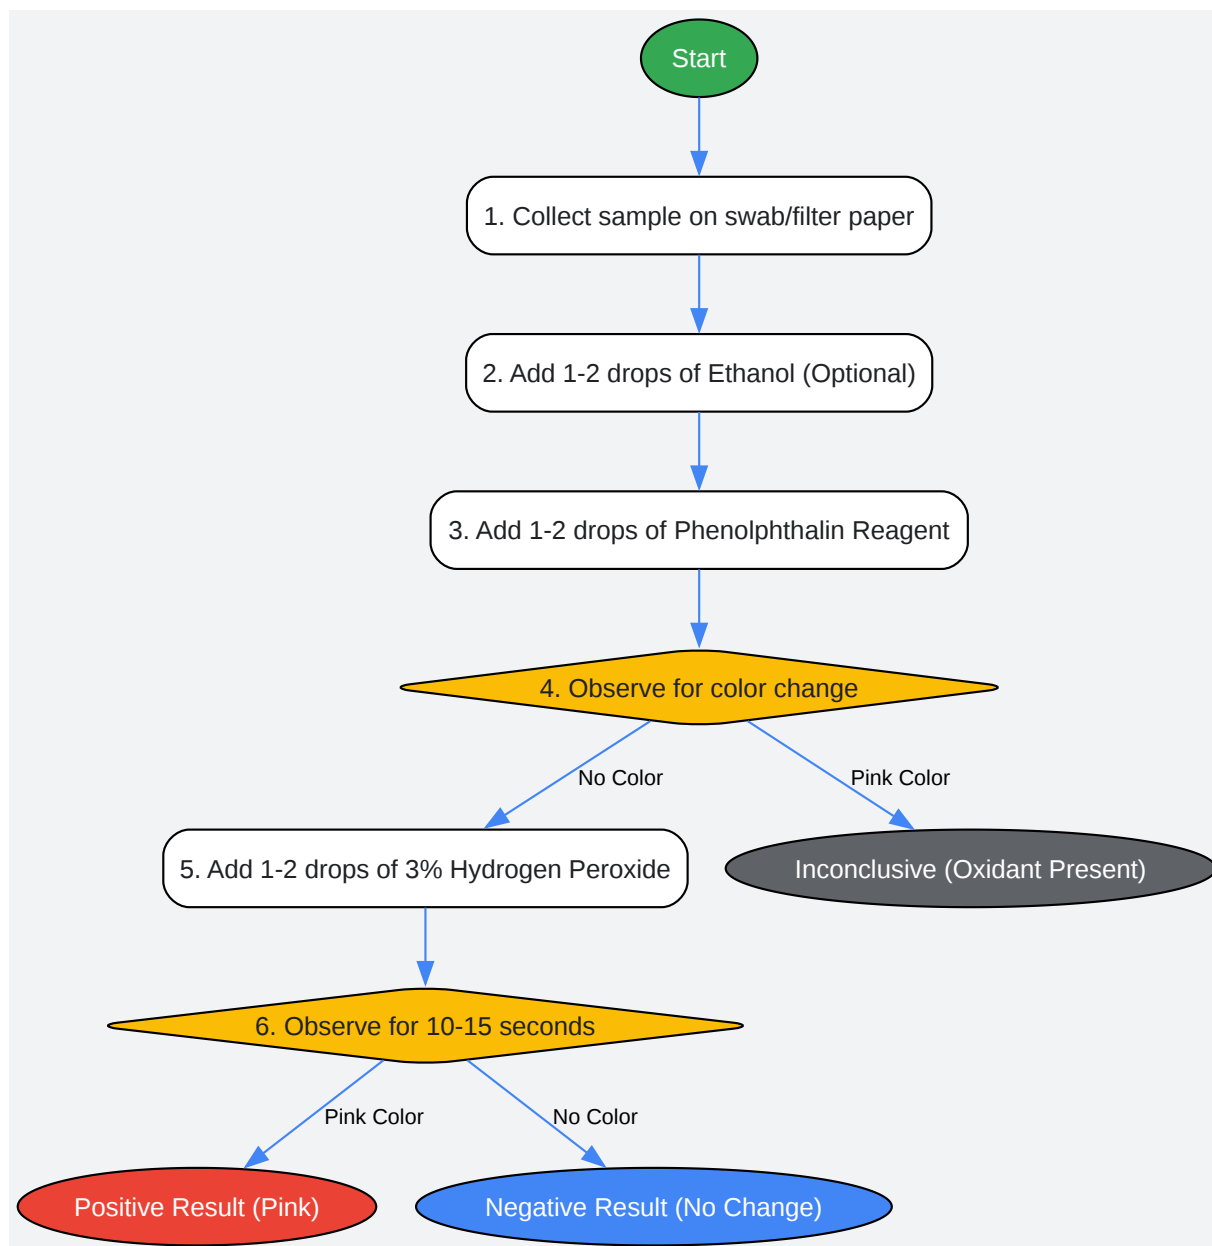 Start
1. Collect sample on swab/filter paper
2. Add 1-2 drops of Ethanol (Optional)
3. Add 1-2 drops of Phenolphthalin Reagent
4. Observe for color change
No Color
Pink Color
5. Add 1-2 drops of 3% Hydrogen Peroxide
Inconclusive (Oxidant Present)
6. Observe for 10-15 seconds
Pink Color
No Color
Positive Result (Pink)
Negative Result (No Change)